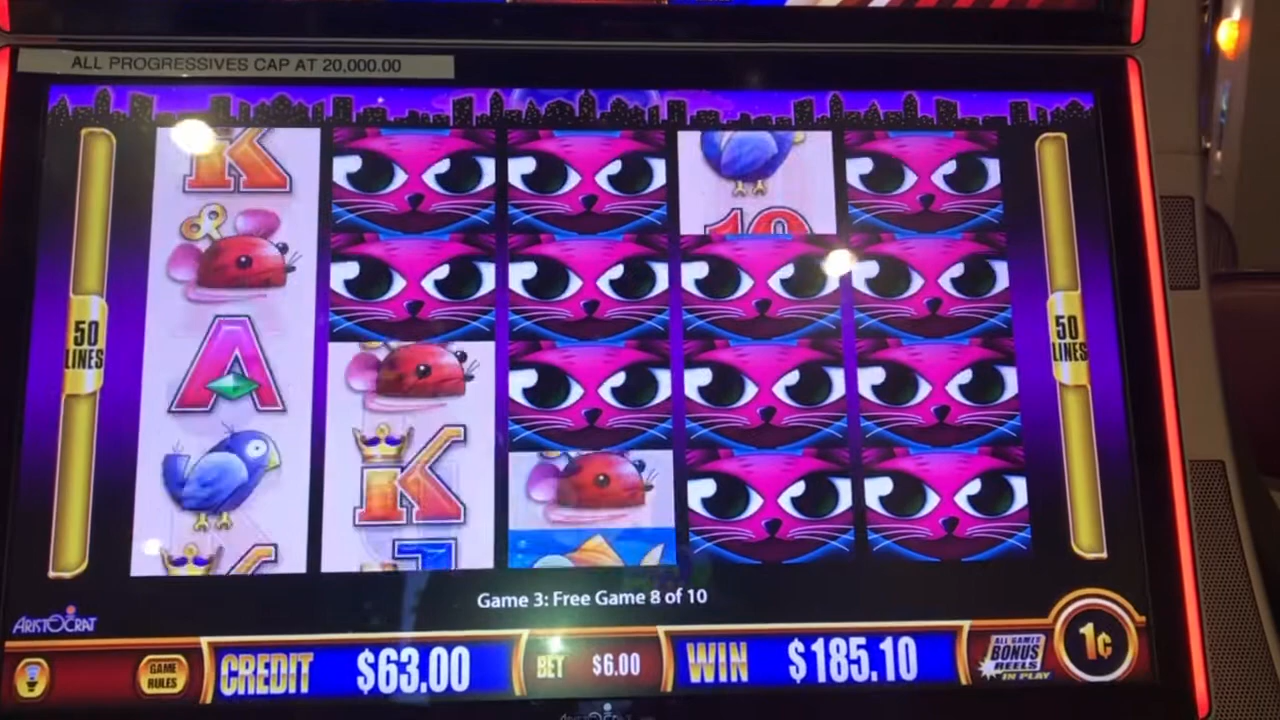 ALL PROGRESSIVES CAP AT 20,000.00
K
10
A
K
50 LINES
50 LINES
Game 3: Free Game 8 of 10
ARISTOCRAT
GAME RULES
CREDIT $63.00
BET $6.00
WIN $185.10
ALL GAMES
BONUS
REELS
IN PLAY
1¢